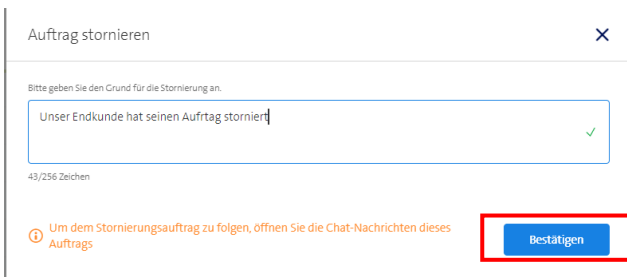 Auftrag stornieren
Bitte geben Sie den Grund für die Stornierung an.
Unser Endkunde hat seinen Aufrtag storniert
43/256 Zeichen
Um dem Stornierungsauftrag zu folgen, öffnen Sie die Chat-Nachrichten dieses
Auftrags
Bestätigen